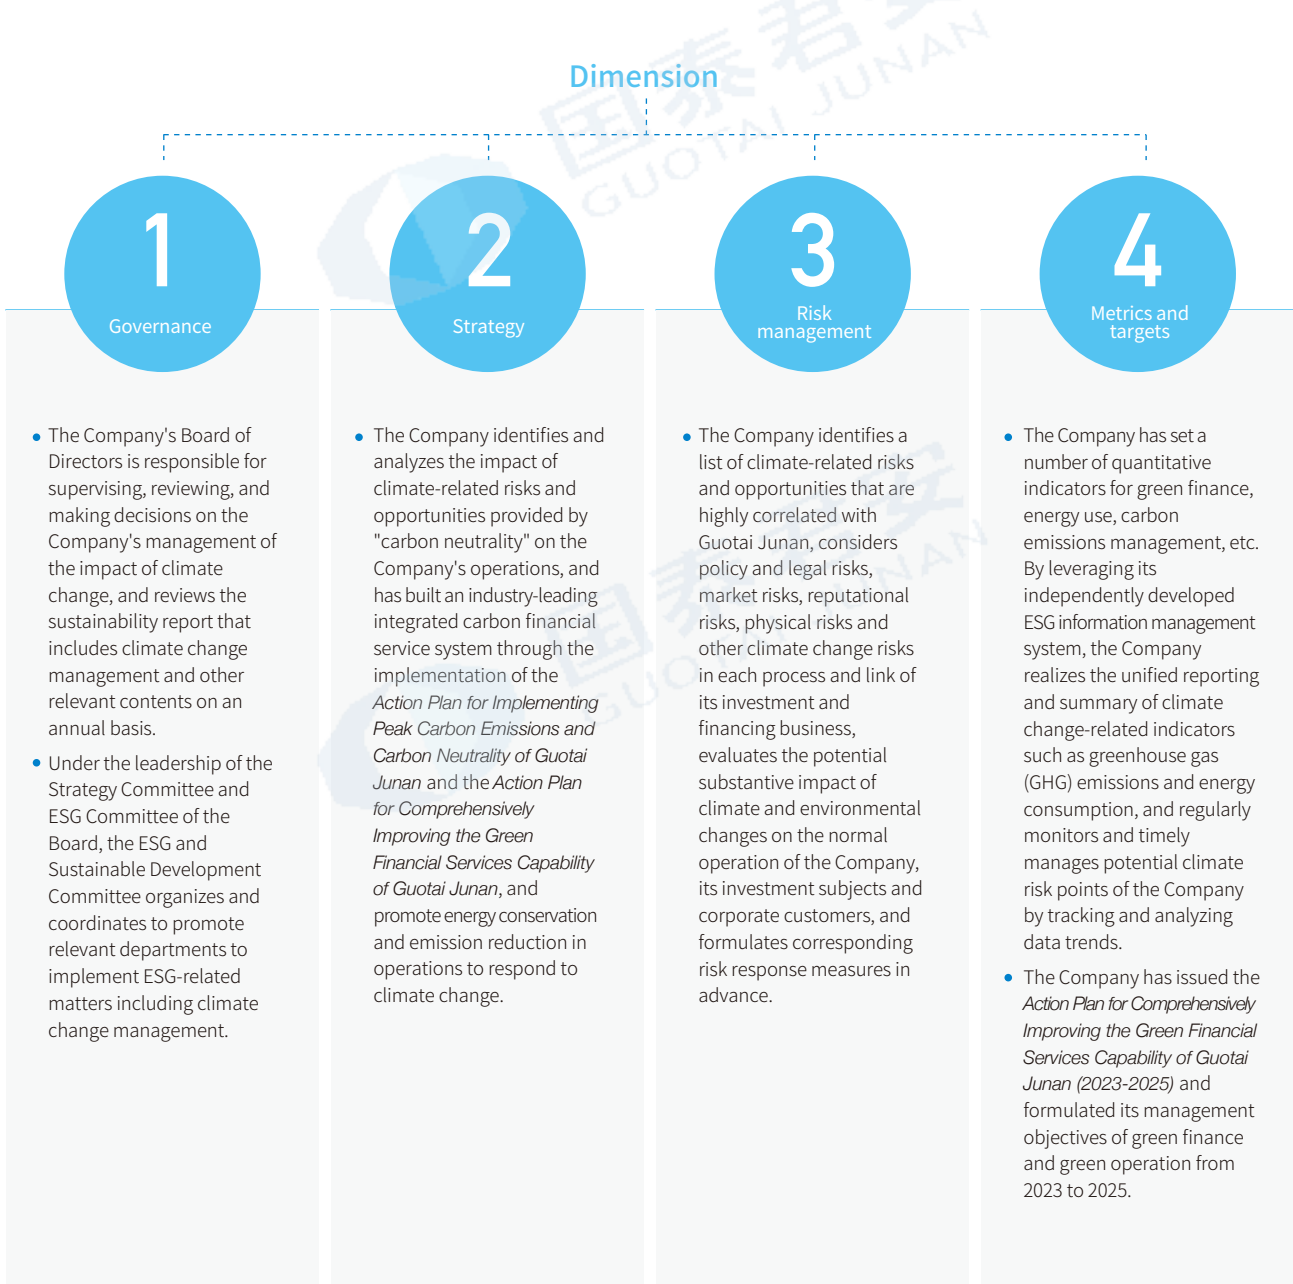 Dimension
1
Governance
The Company's Board of
Directors is responsible for
supervising, reviewing, and
making decisions on the
Company's management of
the impact of climate
change, and reviews the
sustainability report that
includes climate change
management and other
relevant contents on an
annual basis.
Under the leadership of the
Strategy Committee and
ESG Committee of the
Board, the ESG and
Sustainable Development
Committee organizes and
coordinates to promote
relevant departments to
implement ESG-related
matters including climate
change management.
2
Strategy
The Company identifies and
analyzes the impact of
climate-related risks and
opportunities provided by
"carbon neutrality" on the
Company's operations, and
has built an industry-leading
integrated carbon financial
service system through the
implementation of the
Action Plan for Implementing
Peak Carbon Emissions and
Carbon Neutrality of Guotai
Junan and the Action Plan
for Comprehensively
Improving the Green
Financial Services Capability
of Guotai Junan, and
promote energy conservation
and emission reduction in
operations to respond to
climate change.
3
Risk
management
The Company identifies a
list of climate-related risks
and opportunities that are
highly correlated with
Guotai Junan, considers
policy and legal risks,
market risks, reputational
risks, physical risks and
other climate change risks
in each process and link of
its investment and
financing business,
evaluates the potential
substantive impact of
climate and environmental
changes on the normal
operation of the Company,
its investment subjects and
corporate customers, and
formulates corresponding
risk response measures in
advance.
4
Metrics and
targets
The Company has set a
number of quantitative
indicators for green finance,
energy use, carbon
emissions management, etc.
By leveraging its
independently developed
ESG information management
system, the Company
realizes the unified reporting
and summary of climate
change-related indicators
such as greenhouse gas
(GHG) emissions and energy
consumption, and regularly
monitors and timely
manages potential climate
risk points of the Company
by tracking and analyzing
data trends.
The Company has issued the
Action Plan for Comprehensively
Improving the Green Financial
Services Capability of Guotai
Junan (2023-2025) and
formulated its management
objectives of green finance
and green operation from
2023 to 2025.
国泰君安
GUOTAI JUNAN
国泰君安
GUOTAI JUNAN